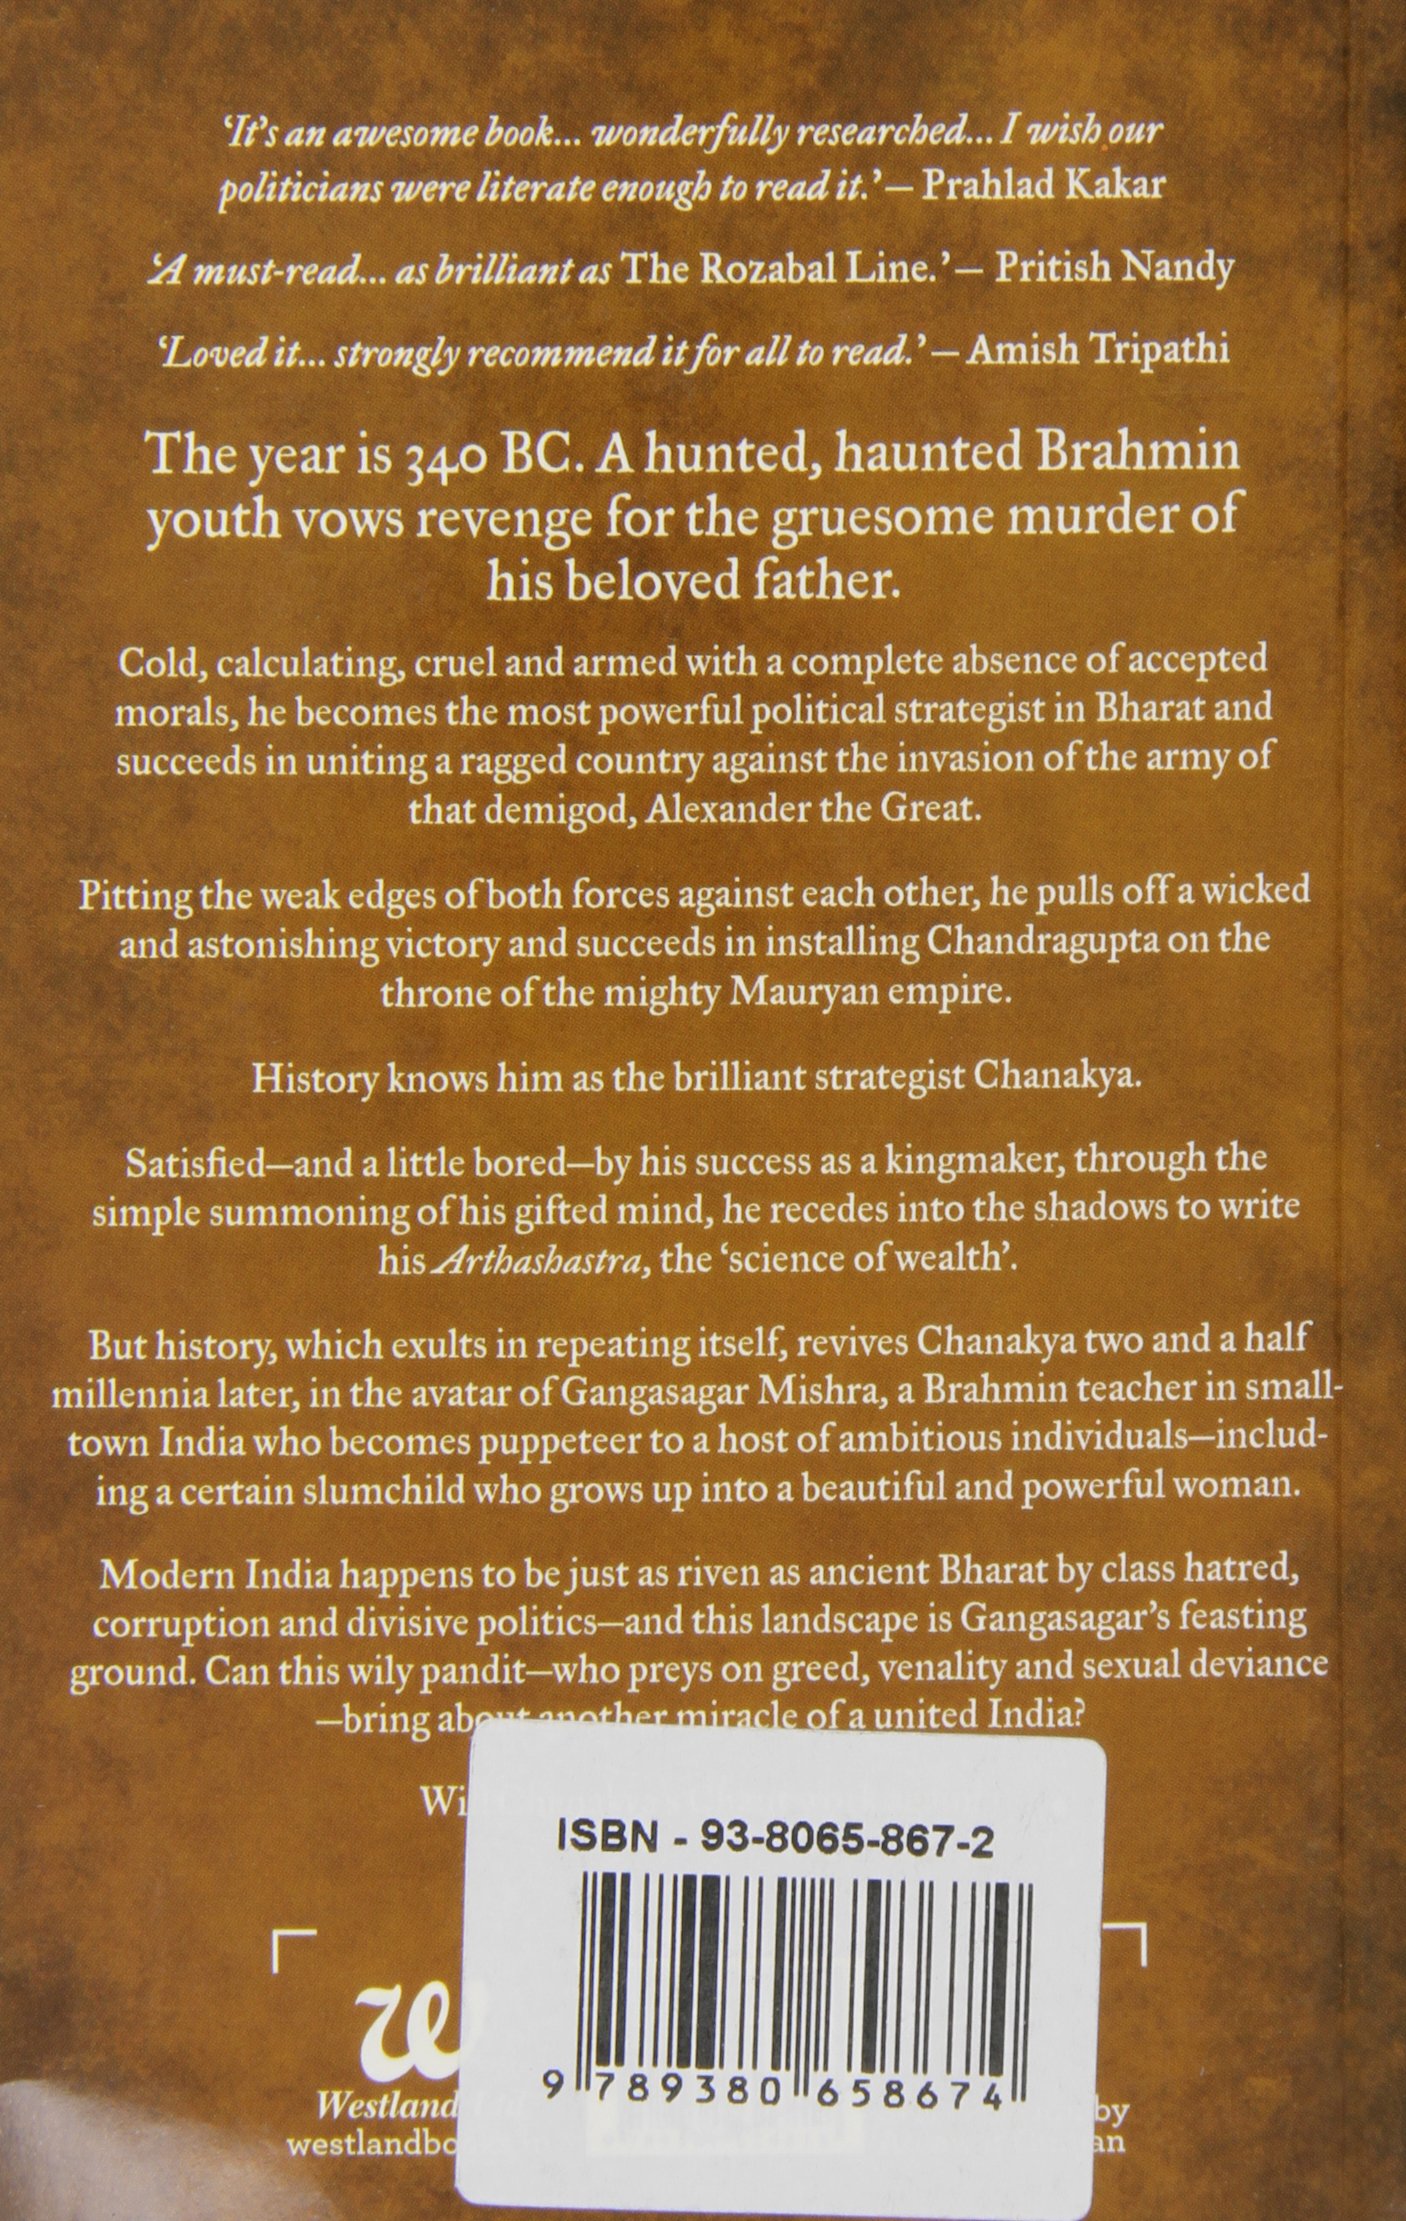 ‘It’s an awesome book... wonderfully researched... I wish our
politicians were literate enough to read it.’ — Prahlad Kakar
‘A must-read... as brilliant as The Rozabal Line.’ — Pritish Nandy
‘Loved it... strongly recommend it for all to read.’ — Amish Tripathi
The year is 340 BC. A hunted, haunted Brahmin
youth vows revenge for the gruesome murder of
his beloved father.
Cold, calculating, cruel and armed with a complete absence of accepted
morals, he becomes the most powerful political strategist in Bharat and
succeeds in uniting a ragged country against the invasion of the army of
that demigod, Alexander the Great.
Pitting the weak edges of both forces against each other, he pulls off a wicked
and astonishing victory and succeeds in installing Chandragupta on the
throne of the mighty Mauryan empire.
History knows him as the brilliant strategist Chanakya.
Satisfied—and a little bored—by his success as a kingmaker, through the
simple summoning of his gifted mind, he recedes into the shadows to write
his Arthashastra, the ‘science of wealth’.
But history, which exults in repeating itself, revives Chanakya two and a half
millennia later, in the avatar of Gangasagar Mishra, a Brahmin teacher in small-
town India who becomes puppeteer to a host of ambitious individuals—includ-
ing a certain slumchild who grows up into a beautiful and powerful woman.
Modern India happens to be just as riven as ancient Bharat by class hatred,
corruption and divisive politics—and this landscape is Gangasagar’s feasting
ground. Can this wily pandit—who preys on greed, venality and sexual deviance
—bring about another miracle of a united India?
ISBN - 93-8065-867-2
9 789380 658674
w
Westland
by